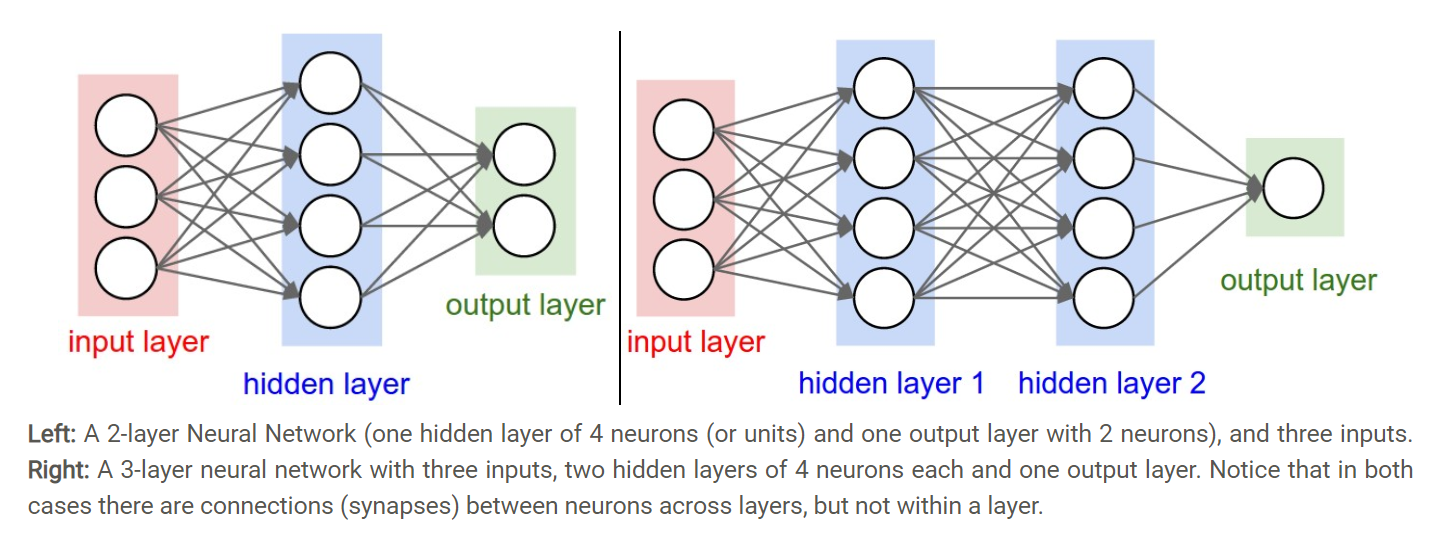 input layer
hidden layer
output layer
input layer
hidden layer 1
hidden layer 2
output layer
Left: A 2-layer Neural Network (one hidden layer of 4 neurons (or units) and one output layer with 2 neurons), and three inputs.
Right: A 3-layer neural network with three inputs, two hidden layers of 4 neurons each and one output layer. Notice that in both
cases there are connections (synapses) between neurons across layers, but not within a layer.